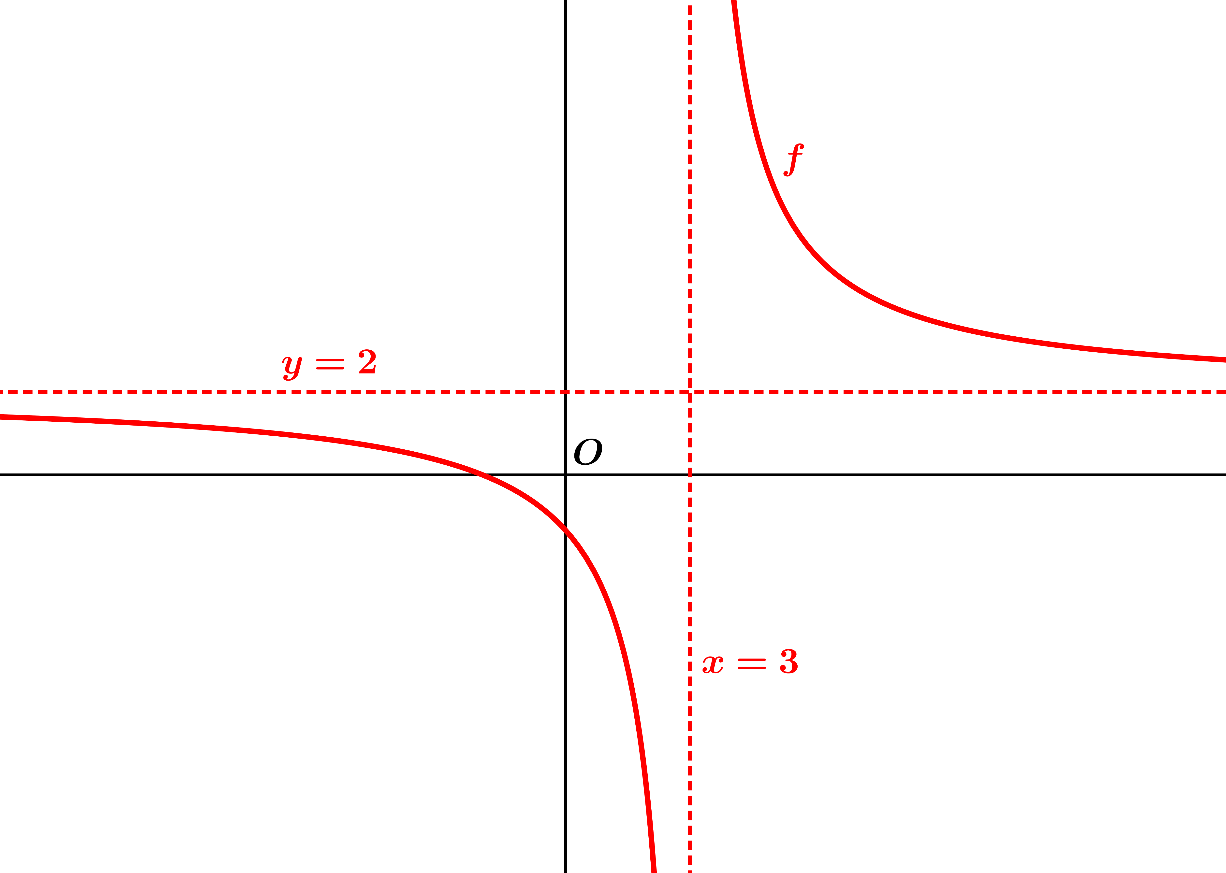 f
y = 2
O
x = 3